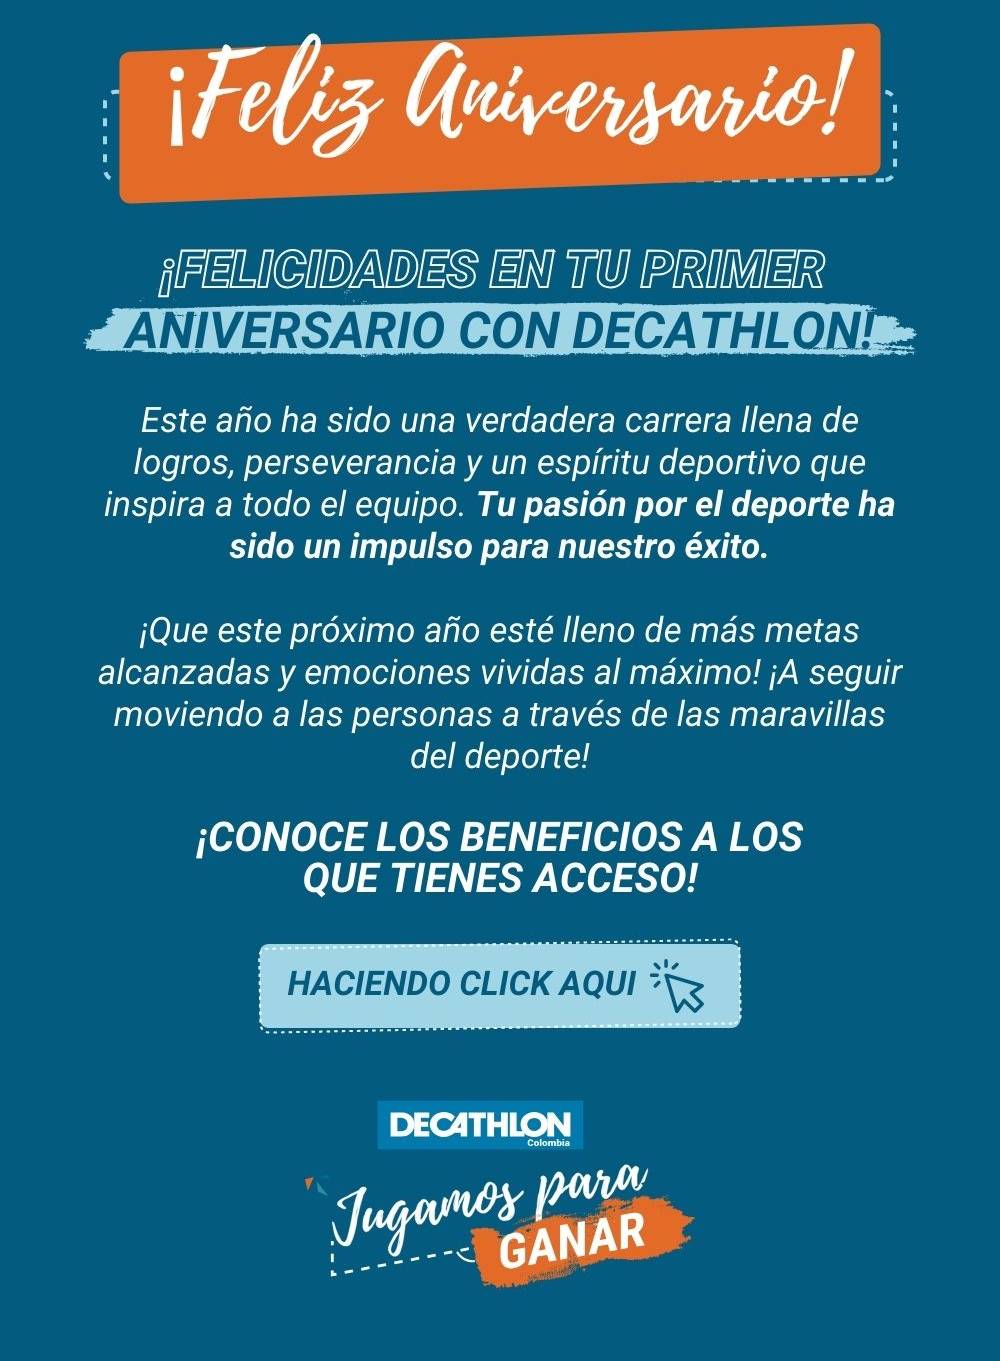 ¡Feliz Aniversario!
¡FELICIDADES EN TU PRIMER
ANIVERSARIO CON DECATHLON!
Este año ha sido una verdadera carrera llena de
logros, perseverancia y un espíritu deportivo que
inspira a todo el equipo. Tu pasión por el deporte ha
sido un impulso para nuestro éxito.
¡Que este próximo año esté lleno de más metas
alcanzadas y emociones vividas al máximo! ¡A seguir
moviendo a las personas a través de las maravillas
del deporte!
¡CONOCE LOS BENEFICIOS A LOS
QUE TIENES ACCESO!
HACIENDO CLICK AQUI
DECATHLON
Colombia
Jugamos para
GANAR